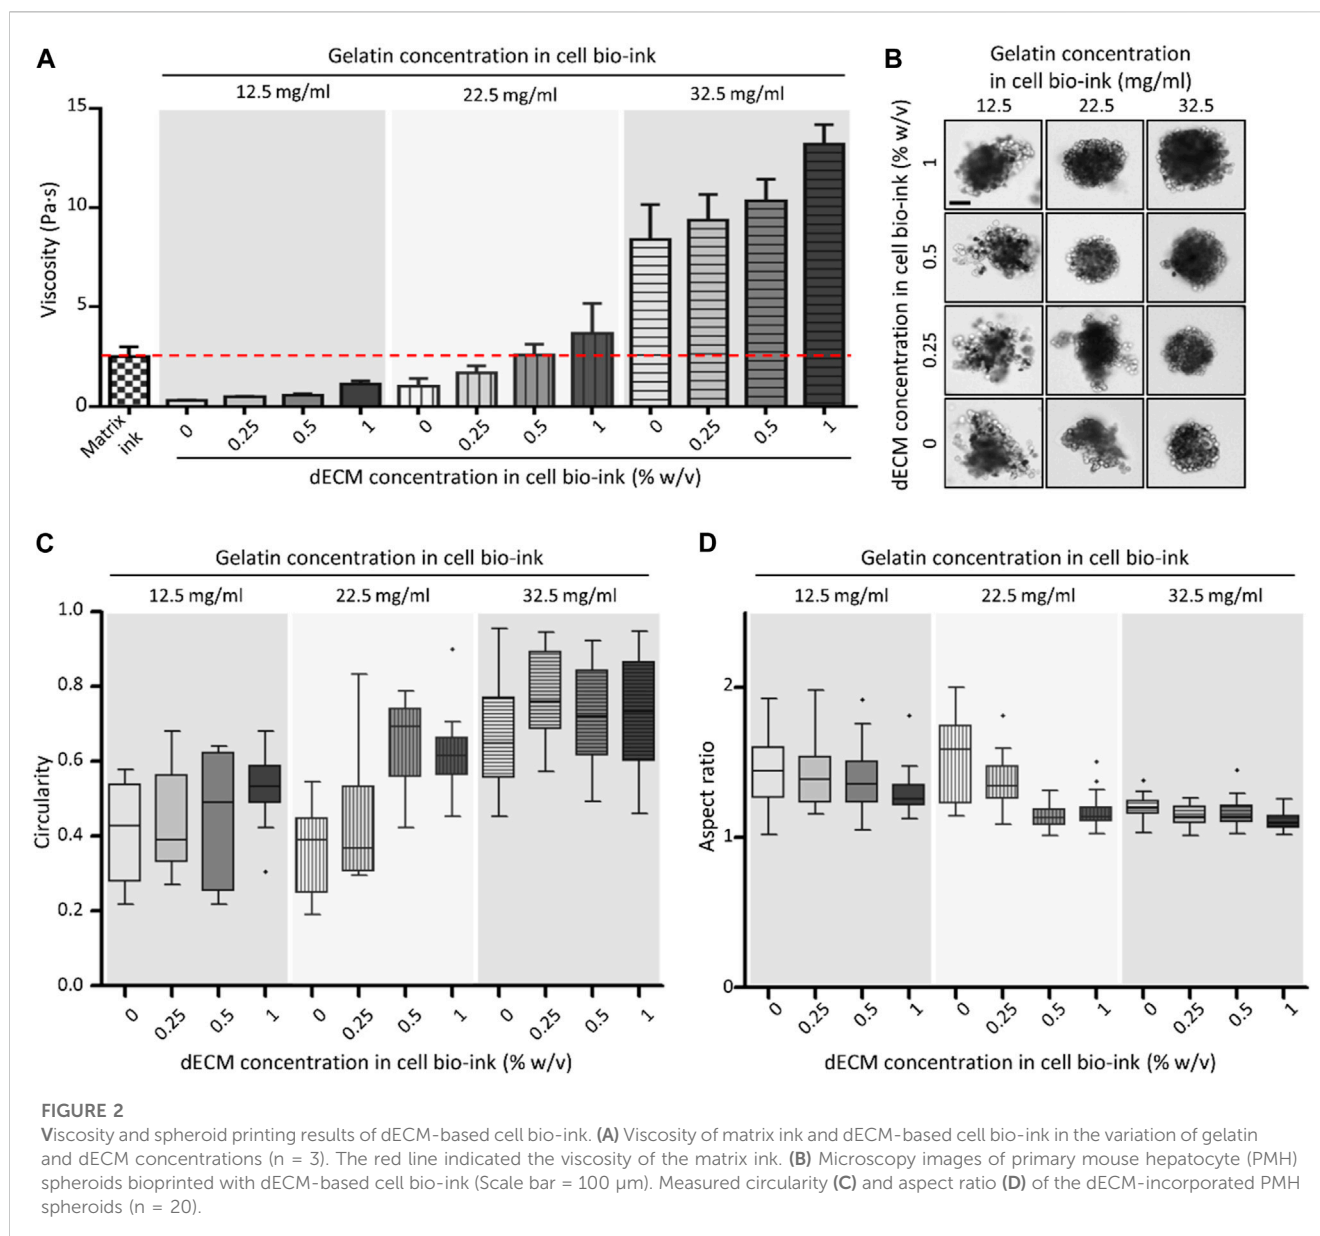 A
Gelatin concentration in cell bio-ink
12.5 mg/ml 22.5 mg/ml 32.5 mg/ml
15
10
5
0
Viscosity (Pa·s)
Matrix ink 0 0.25 0.5 1 0 0.25 0.5 1 0 0.25 0.5 1
dECM concentration in cell bio-ink (% w/v)
B
Gelatin concentration
in cell bio-ink (mg/ml)
12.5 22.5 32.5
dECM concentration in cell bio-ink (% w/v)
1
0.5
0.25
0
C
Gelatin concentration in cell bio-ink
12.5 mg/ml 22.5 mg/ml 32.5 mg/ml
1.0
0.8
0.6
0.4
0.2
0.0
Circularity
0 0.25 0.5 1 0 0.25 0.5 1 0 0.25 0.5 1
dECM concentration in cell bio-ink (% w/v)
D
Gelatin concentration in cell bio-ink
12.5 mg/ml 22.5 mg/ml 32.5 mg/ml
2
1
0
Aspect ratio
0 0.25 0.5 1 0 0.25 0.5 1 0 0.25 0.5 1
dECM concentration in cell bio-ink (% w/v)
FIGURE 2
Viscosity and spheroid printing results of dECM-based cell bio-ink. (A) Viscosity of matrix ink and dECM-based cell bio-ink in the variation of gelatin
and dECM concentrations (n = 3). The red line indicated the viscosity of the matrix ink. (B) Microscopy images of primary mouse hepatocyte (PMH)
spheroids bioprinted with dECM-based cell bio-ink (Scale bar = 100 μm). Measured circularity (C) and aspect ratio (D) of the dECM-incorporated PMH
spheroids (n = 20).